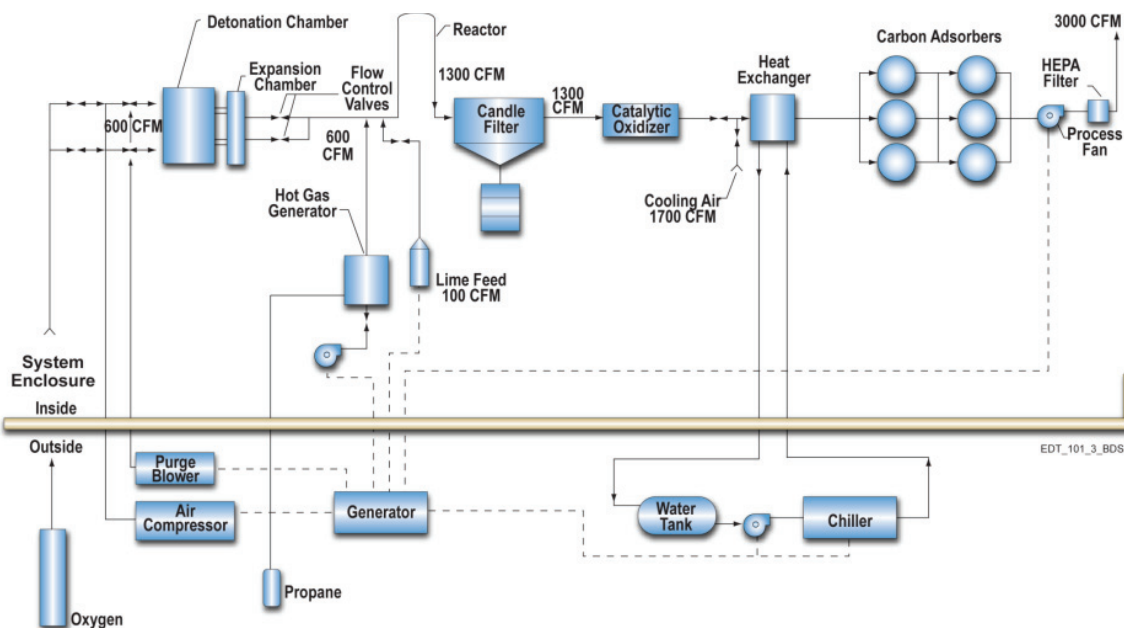 Detonation Chamber
Reactor
3000 CFM
Carbon Adsorbers
Expansion
Chamber
Flow
Control
Valves
1300 CFM
Heat
Exchanger
HEPA
Filter
600 CFM
600
CFM
Candle
Filter
1300
CFM
Catalytic
Oxidizer
Process
Fan
Cooling Air
1700 CFM
Hot Gas
Generator
Lime Feed
100 CFM
System
Enclosure
Inside
Outside
EDT_101_3_BDS
Purge
Blower
Air
Compressor
Generator
Water
Tank
Chiller
Propane
Oxygen